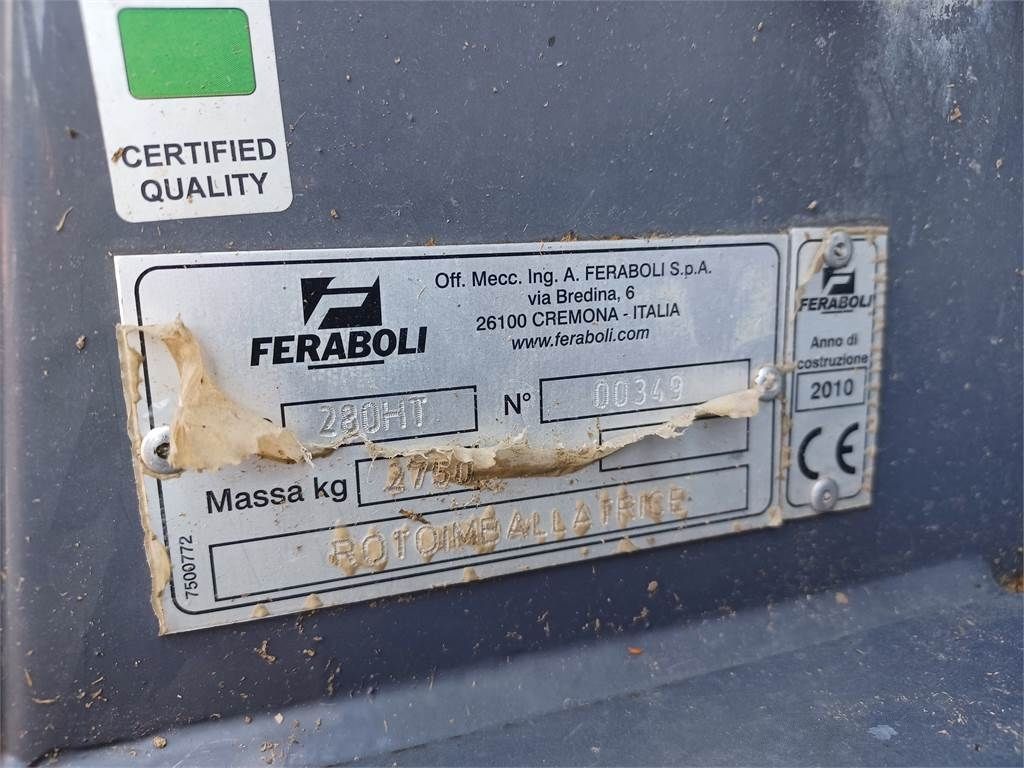 CERTIFIED
QUALITY
FERABOLI
Off. Mecc. Ing. A. FERABOLI S.p.A.
via Bredina, 6
26100 CREMONA - ITALIA
www.feraboli.com
280HT
N° 00349
Massa kg 2750
ROTOIMBALLATRICE
7500772
FERABOLI
Anno di
costruzione
2010
CE